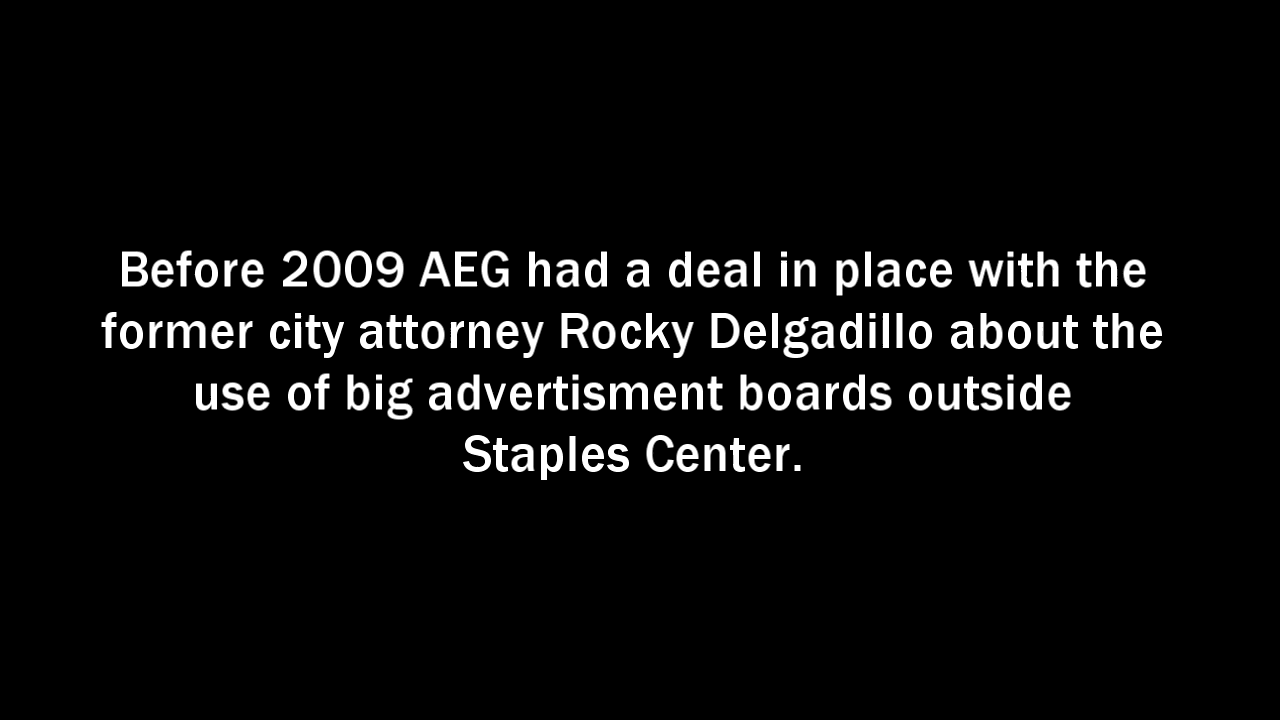 Before 2009 AEG had a deal in place with the
former city attorney Rocky Delgadillo about the
use of big advertisment boards outside
Staples Center.